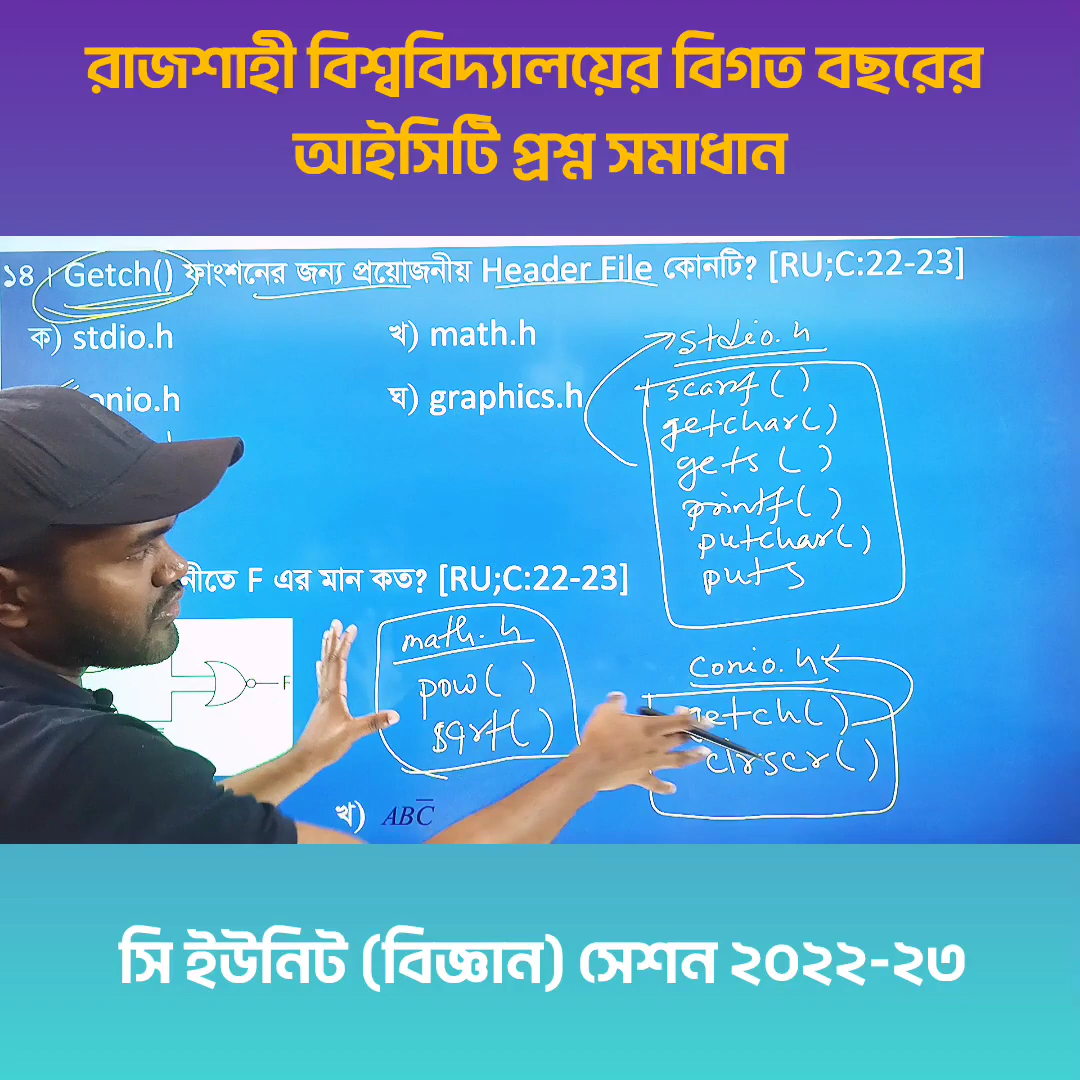 রাজশাহী বিশ্ববিদ্যালয়ের বিগত বছরের
আইসিটি প্রশ্ন সমাধান
১৪। Getch() ফাংশনের জন্য প্রয়োজনীয় Header File কোনটি? [RU;C:22-23]
ক) stdio.h
খ) math.h
onio.h
ঘ) graphics.h
stdio.h
scanf()
getchar()
gets()
printf()
putchar()
puts
নীতে F এর মান কত? [RU;C:22-23]
F
math.h
pow()
sqrt()
conio.h
getch()
clrscr()
খ) ABC̅
সি ইউনিট (বিজ্ঞান) সেশন ২০২২-২৩